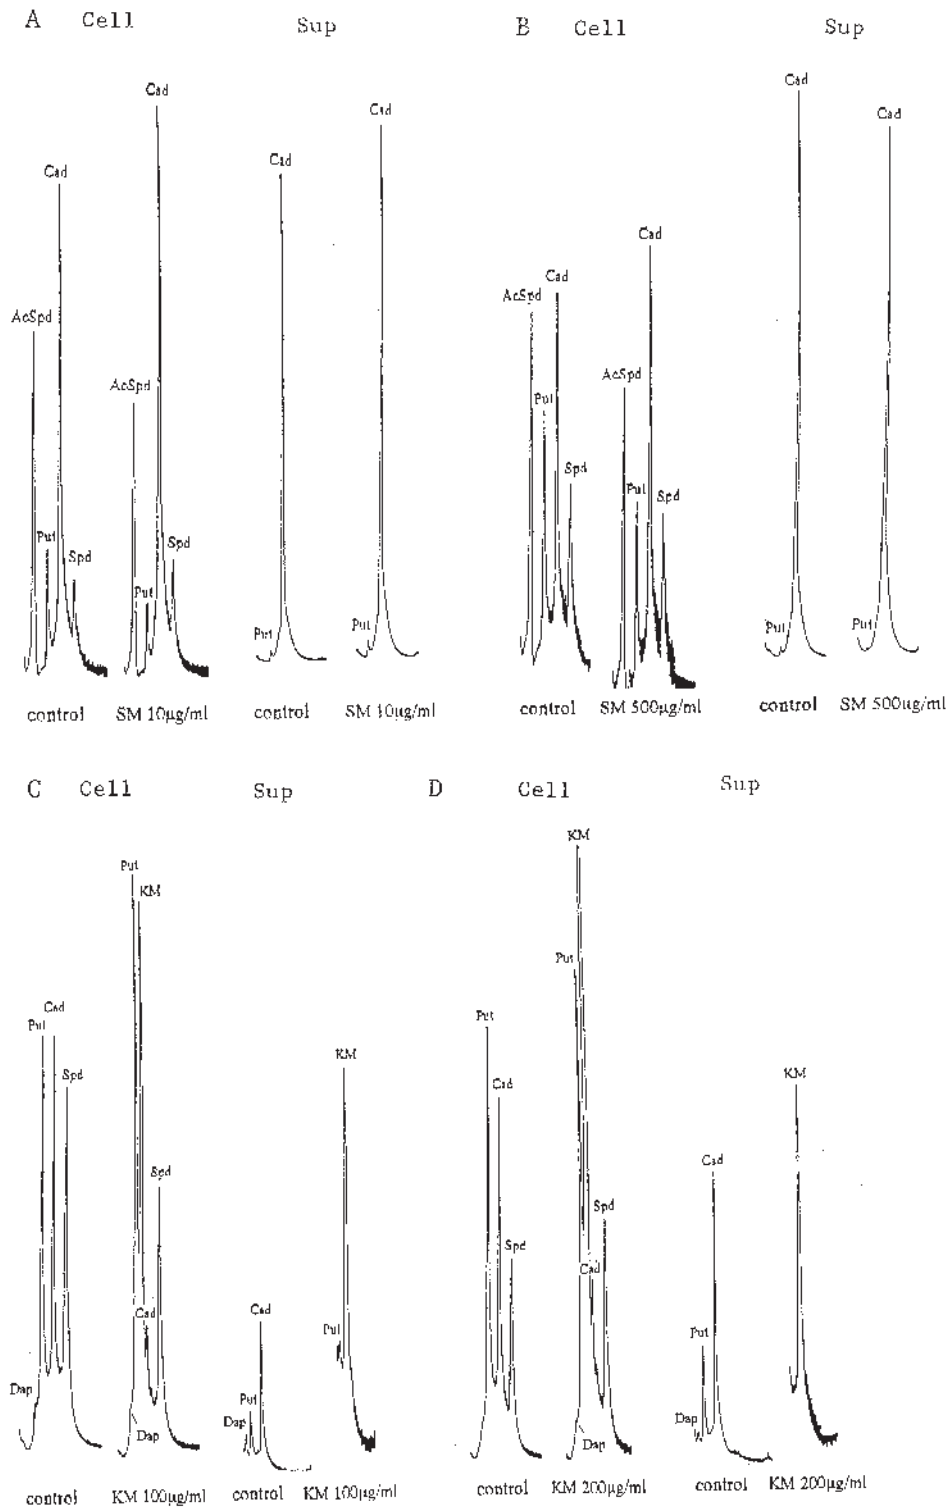 A Cell Sup
Cad
Cad
AcSpd
Put
Spd
AcSpd
Put
Spd
Cad
Put
Cad
Put
control SM 10µg/ml control SM 10µg/ml
B Cell Sup
AcSpd
Put
Cad
Spd
AcSpd
Put
Cad
Spd
Cad
Put
Cad
Put
control SM 500µg/ml control SM 500µg/ml
C Cell Sup
Dap
Put
Cad
Spd
Put
KM
Cad
Spd
Dap
Dap
Put
Cad
Put
KM
control KM 100µg/ml control KM 100µg/ml
D Cell Sup
Put
Cad
Spd
Put
KM
Cad
Spd
Dap
Dap
Put
Cad
KM
control KM 200µg/ml control KM 200µg/ml